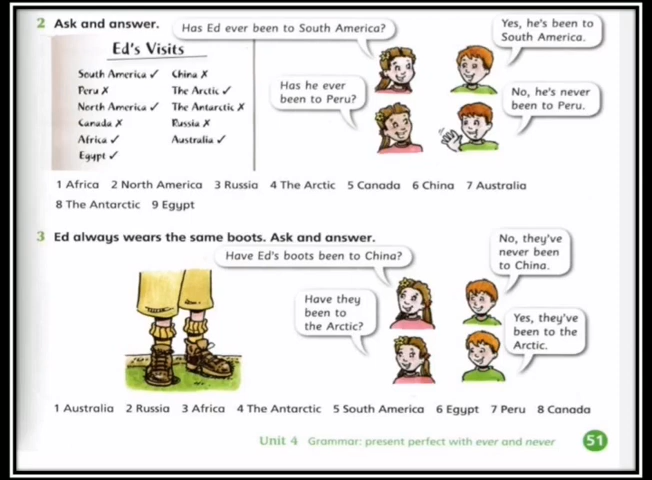 2 Ask and answer.
Has Ed ever been to South America?
Yes, he's been to
South America.
Ed's Visits
South America ✓ China ✗
Peru ✗ The Arctic ✓
North America ✓ The Antarctic ✗
Canada ✗ Russia ✗
Africa ✓ Australia ✓
Egypt ✓
Has he ever
been to Peru?
No, he's never
been to Peru.
1 Africa 2 North America 3 Russia 4 The Arctic 5 Canada 6 China 7 Australia
8 The Antarctic 9 Egypt
3 Ed always wears the same boots. Ask and answer.
Have Ed's boots been to China?
No, they've
never been
to China.
Have they
been to
the Arctic?
Yes, they've
been to the
Arctic.
1 Australia 2 Russia 3 Africa 4 The Antarctic 5 South America 6 Egypt 7 Peru 8 Canada
Unit 4 Grammar: present perfect with ever and never 51